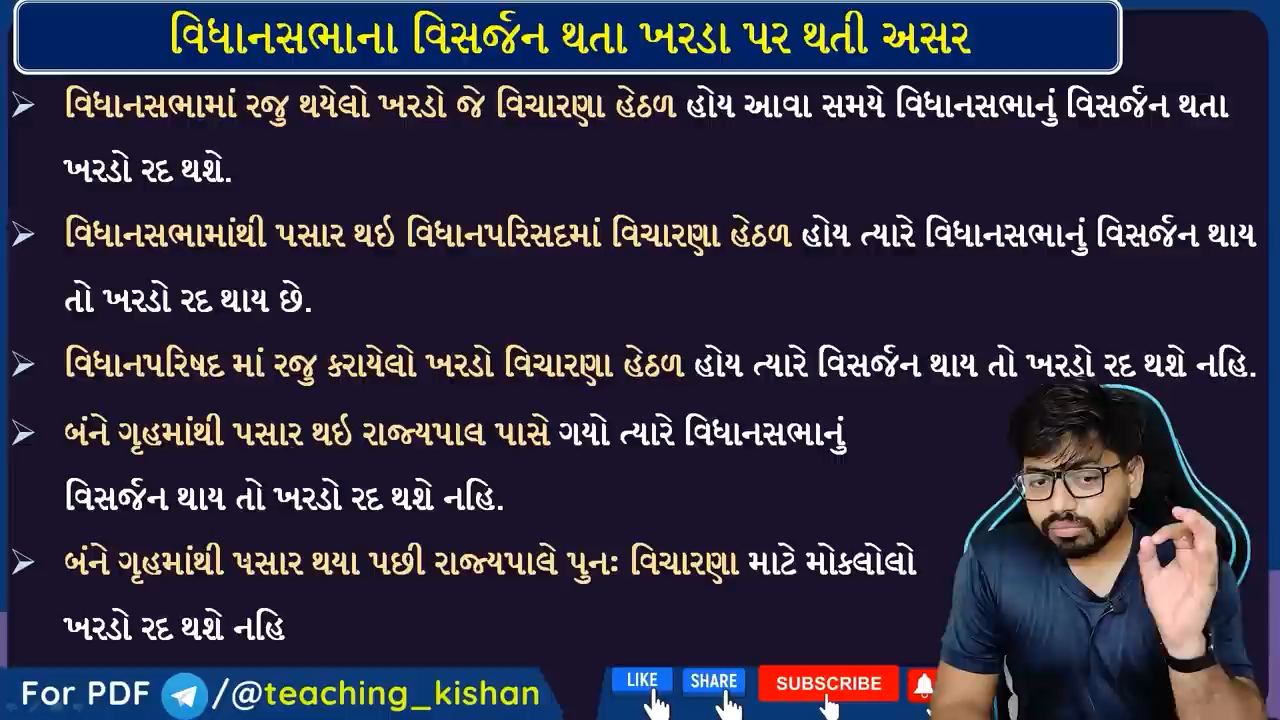 વિધાનસભાના વિસર્જન થતા ખરડા પર થતી અસર
➢ વિધાનસભામાં રજુ થયેલો ખરડો જે વિચારણા હેઠળ હોય આવા સમયે વિધાનસભાનું વિસર્જન થતા
ખરડો રદ થશે.
➢ વિધાનસભામાંથી પસાર થઇ વિધાનપરિસદમાં વિચારણા હેઠળ હોય ત્યારે વિધાનસભાનું વિસર્જન થાય
તો ખરડો રદ થાય છે.
➢ વિધાનપરિષદ માં રજુ કરાયેલો ખરડો વિચારણા હેઠળ હોય ત્યારે વિસર્જન થાય તો ખરડો રદ થશે નહિ.
➢ બંને ગૃહમાંથી પસાર થઇ રાજ્યપાલ પાસે ગયો ત્યારે વિધાનસભાનું
વિસર્જન થાય તો ખરડો રદ થશે નહિ.
➢ બંને ગૃહમાંથી પસાર થયા પછી રાજ્યપાલે પુનઃ વિચારણા માટે મોકલોલો
ખરડો રદ થશે નહિ
For PDF /@teaching_kishan
LIKE SHARE SUBSCRIBE